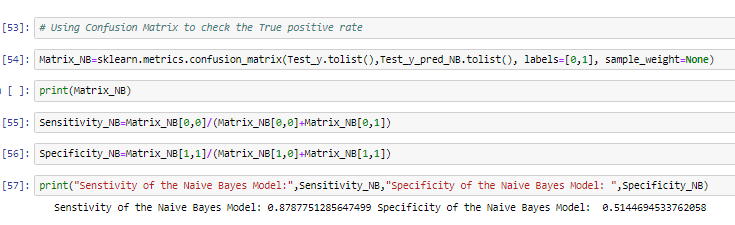 [53]: # Using Confusion Matrix to check the True positive rate
[54]: Matrix_NB=sklearn.metrics.confusion_matrix(Test_y.tolist(),Test_y_pred_NB.tolist(), labels=[0,1], sample_weight=None)
[ ]: print(Matrix_NB)
[55]: Sensitivity_NB=Matrix_NB[0,0]/(Matrix_NB[0,0]+Matrix_NB[0,1])
[56]: Specificity_NB=Matrix_NB[1,1]/(Matrix_NB[1,0]+Matrix_NB[1,1])
[57]: print("Senstivity of the Naive Bayes Model:",Sensitivity_NB,"Specificity of the Naive Bayes Model: ",Specificity_NB)
Senstivity of the Naive Bayes Model: 0.8787751285647499 Specificity of the Naive Bayes Model:  0.5144694533762058